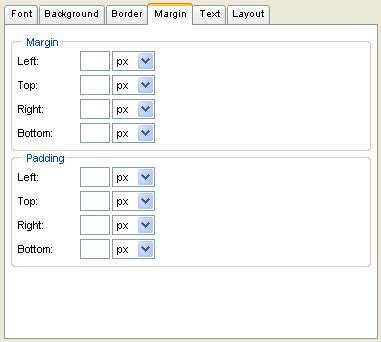 Font Background Border Margin Text Layout
Margin
Left: px
Top: px
Right: px
Bottom: px
Padding
Left: px
Top: px
Right: px
Bottom: px